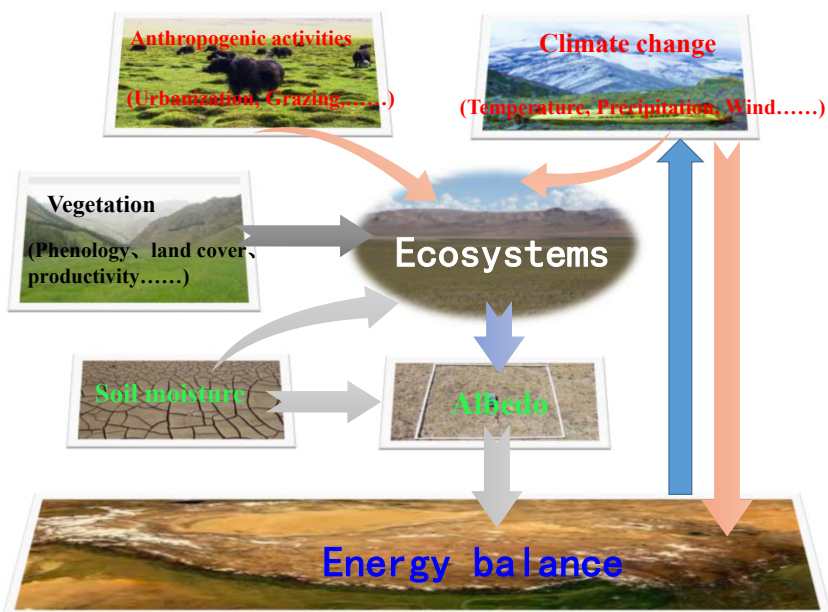 Anthropogenic activities
(Urbanization, Grazing.......)
Climate change
(Temperature, Precipitation, Wind……)
Vegetation
(Phenology、land cover、
productivity……)
Ecosystems
Soil moisture
Albedo
Energy balance